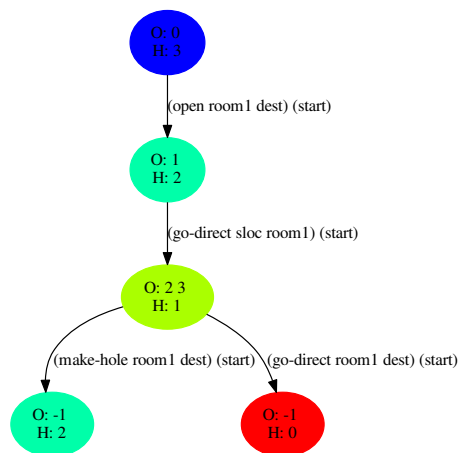 O: 0
H: 3
(open room1 dest) (start)
O: 1
H: 2
(go-direct sloc room1) (start)
O: 2 3
H: 1
(make-hole room1 dest) (start)
(go-direct room1 dest) (start)
O: -1
H: 2
O: -1
H: 0